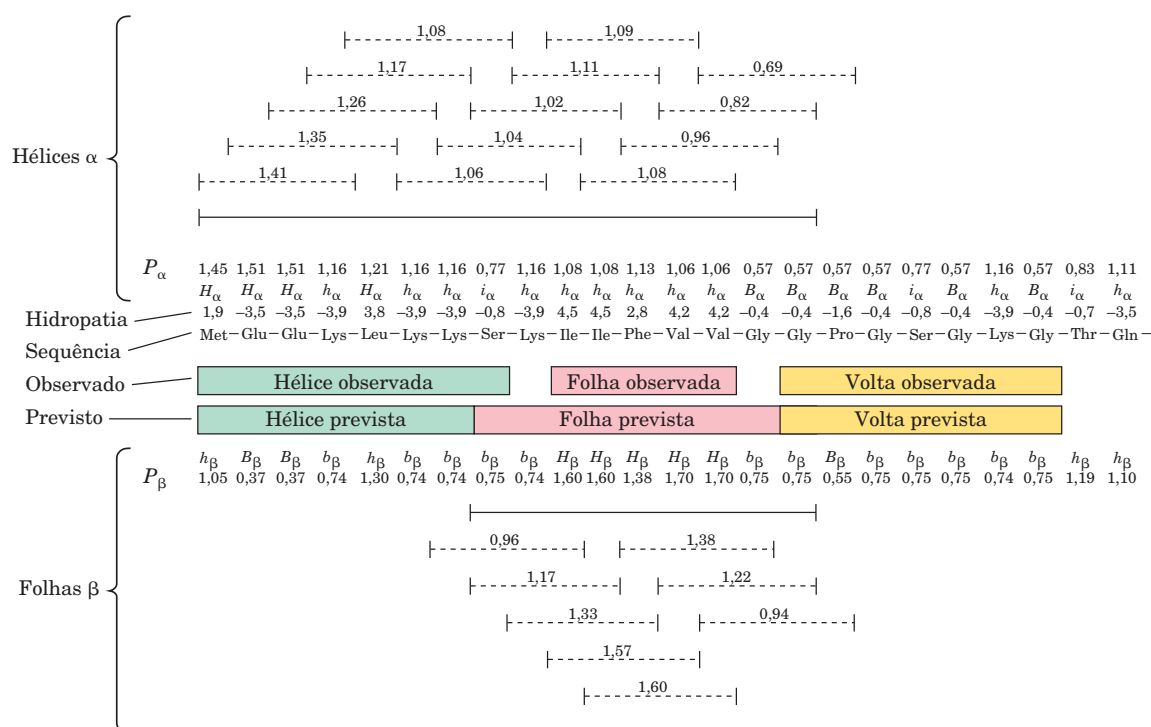 1,08 1,09
1,17 1,11 0,69
1,26 1,02 0,82
1,35 1,04 0,96
Hélices α
1,41 1,06 1,08
Pα 1,45 1,51 1,51 1,16 1,21 1,16 1,16 0,77 1,16 1,08 1,08 1,13 1,06 1,06 0,57 0,57 0,57 0,57 0,77 0,57 1,16 0,57 0,83 1,11
Hα Hα Hα hα Hα hα hα iα hα hα hα hα hα hα Bα Bα Bα Bα iα Bα hα Bα iα hα
Hidropatia 1,9 –3,5 –3,5 –3,9 3,8 –3,9 –3,9 –0,8 –3,9 4,5 4,5 2,8 4,2 4,2 –0,4 –0,4 –1,6 –0,4 –0,8 –0,4 –3,9 –0,4 –0,7 –3,5
Sequência Met–Glu–Glu–Lys–Leu–Lys–Lys–Ser–Lys–Ile–Ile–Phe–Val–Val–Gly–Gly–Pro–Gly–Ser–Gly–Lys–Gly–Thr–Gln–
Observado Hélice observada Folha observada Volta observada
Previsto Hélice prevista Folha prevista Volta prevista
hβ Bβ Bβ bβ hβ bβ bβ bβ bβ Hβ Hβ Hβ Hβ Hβ bβ bβ Bβ bβ bβ bβ bβ bβ hβ hβ
Pβ 1,05 0,37 0,37 0,74 1,30 0,74 0,74 0,75 0,74 1,60 1,60 1,38 1,70 1,70 0,75 0,75 0,55 0,75 0,75 0,75 0,74 0,75 1,19 1,10
0,96 1,38
Folhas β
1,17 1,22
1,33 0,94
1,57
1,60